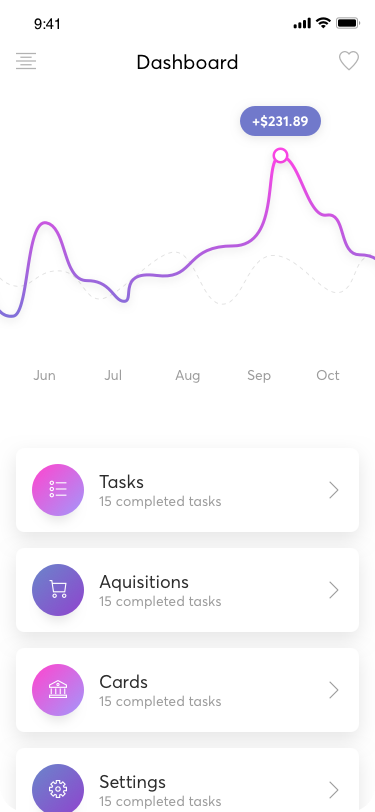 9:41
Dashboard
+$231.89
Jun Jul Aug Sep Oct
Tasks
15 completed tasks
Aquisitions
15 completed tasks
Cards
15 completed tasks
Settings
15 completed tasks